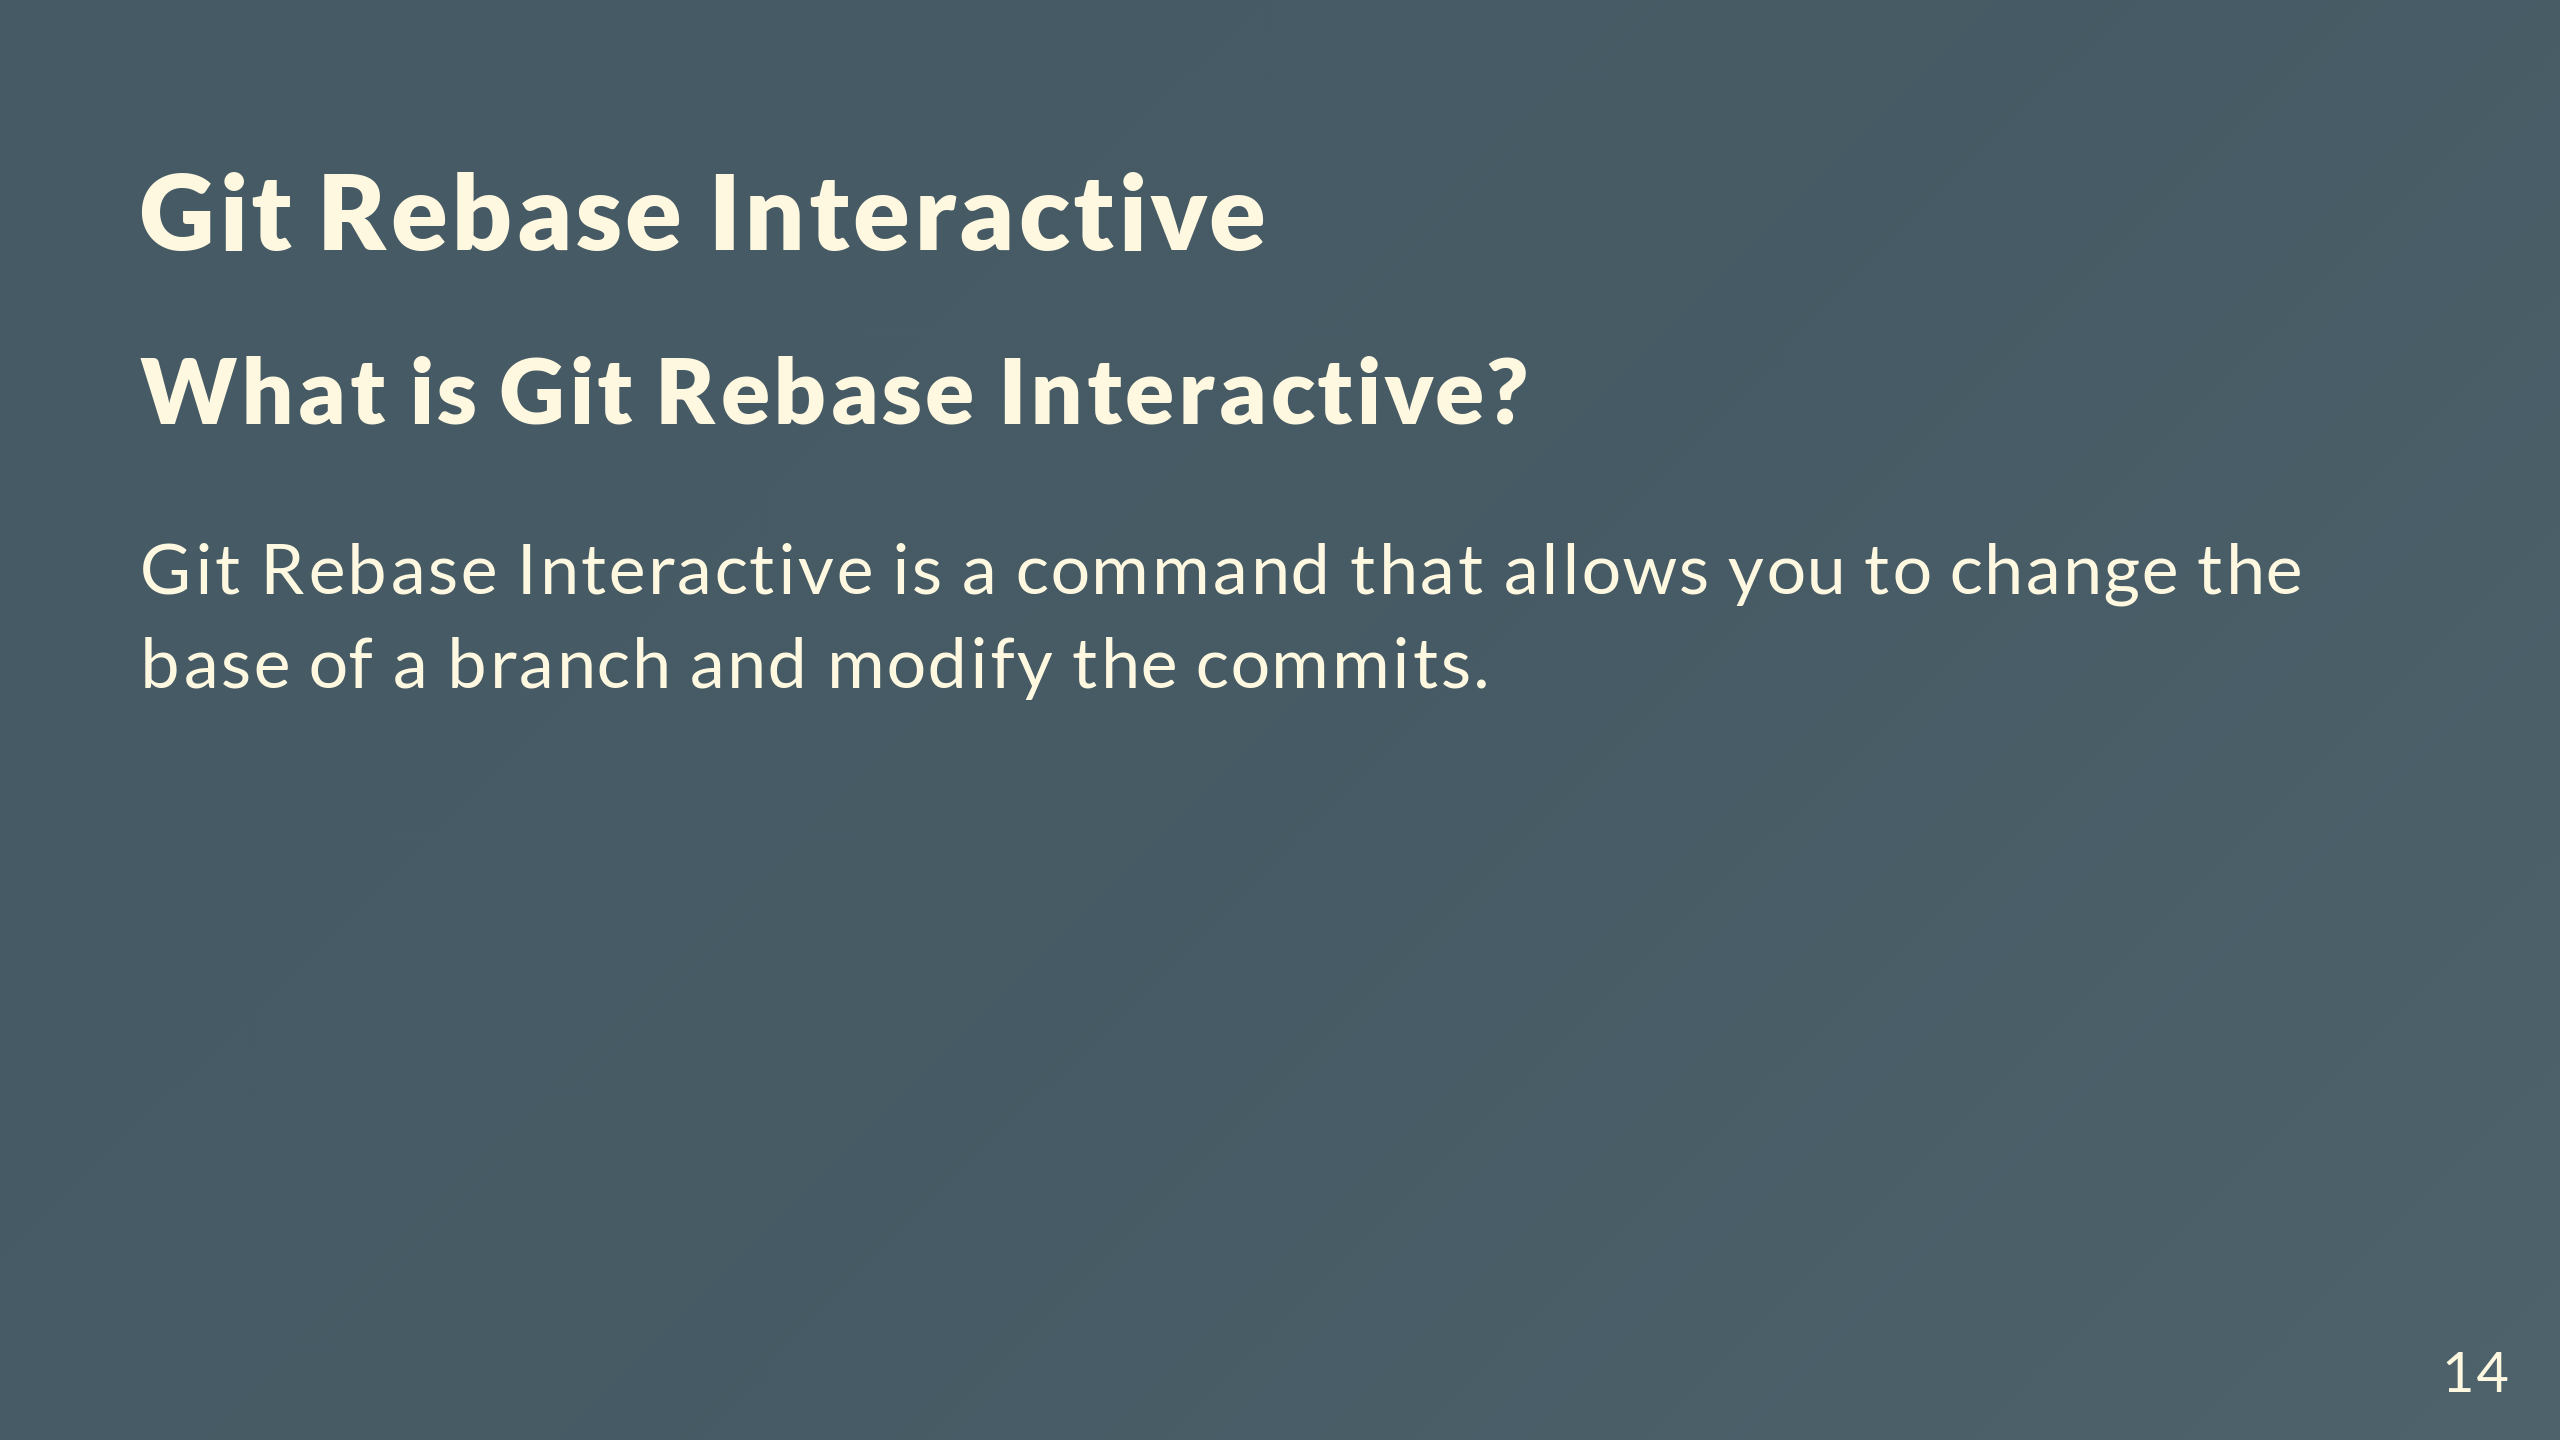 Git Rebase Interactive
What is Git Rebase Interactive?
Git Rebase Interactive is a command that allows you to change the
base of a branch and modify the commits.
14